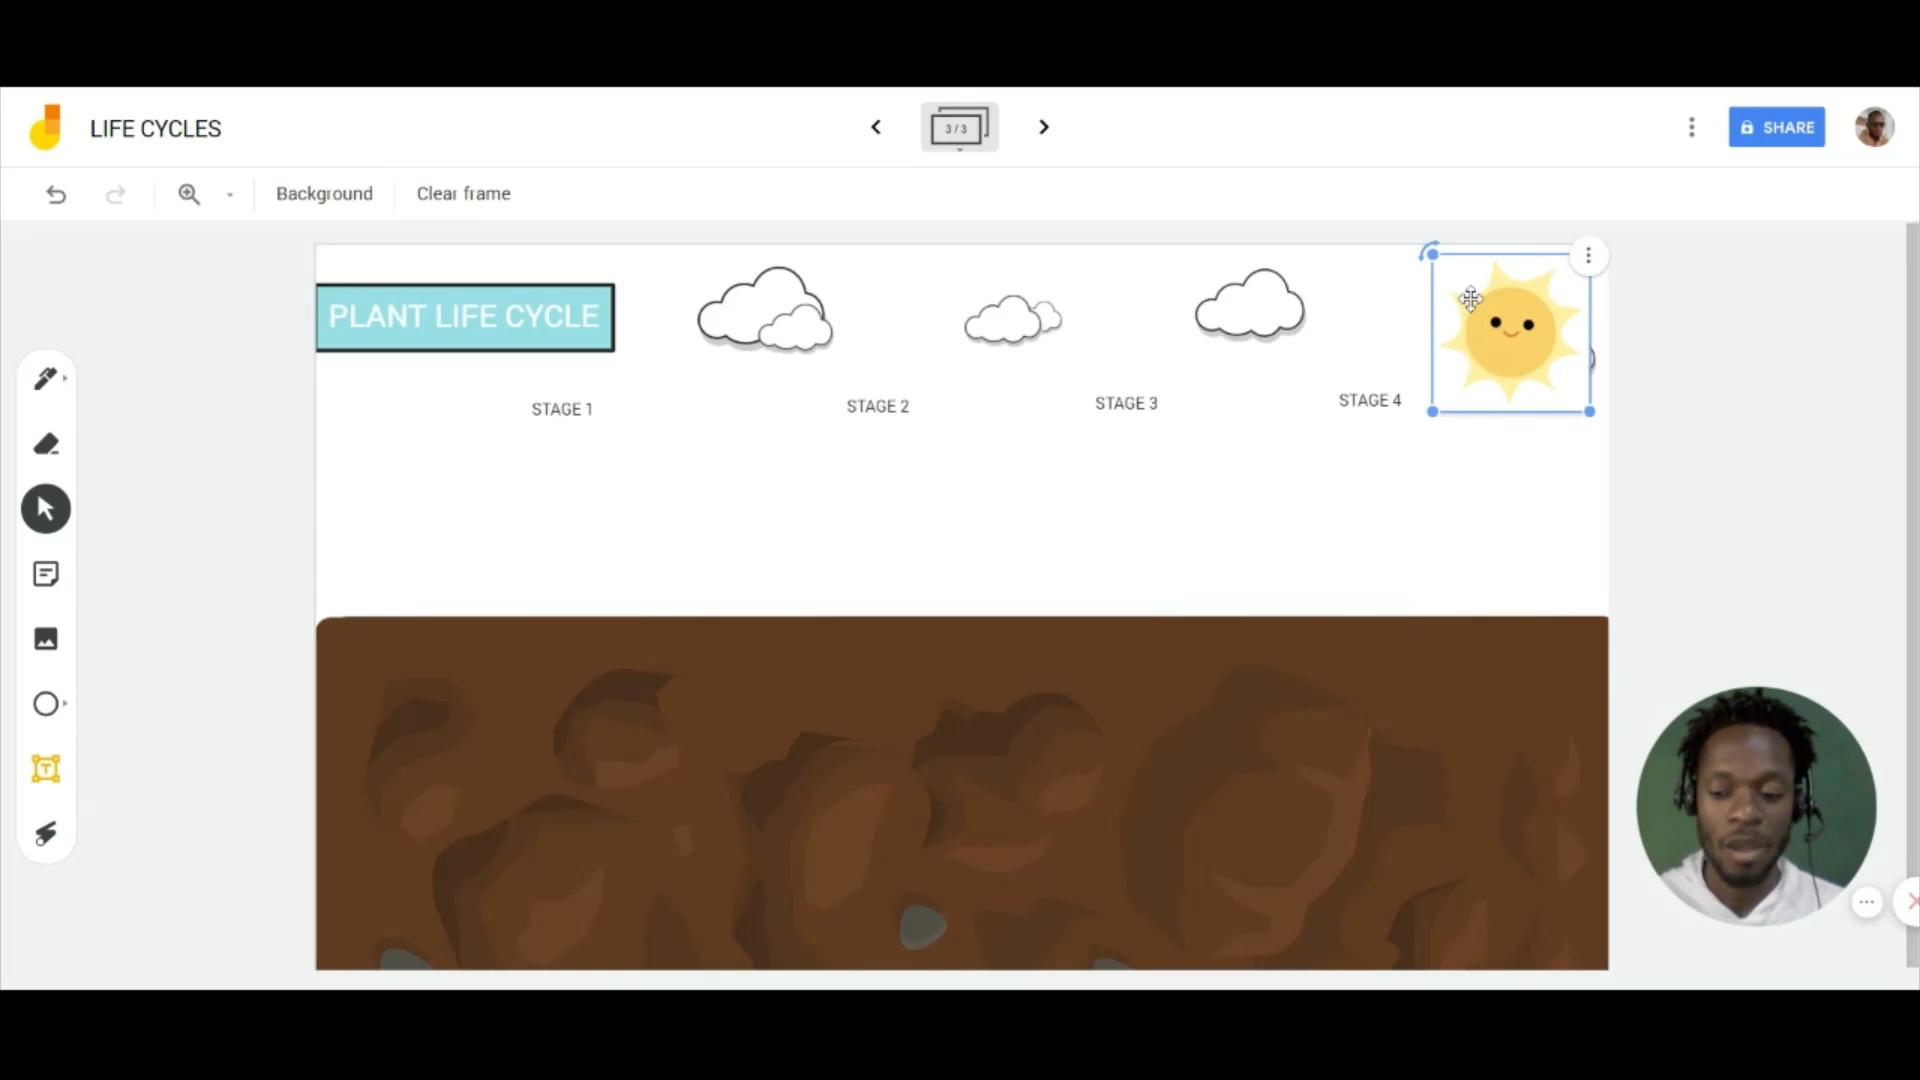 LIFE CYCLES
3 / 3
SHARE
Background
Clear frame
PLANT LIFE CYCLE
STAGE 1
STAGE 2
STAGE 3
STAGE 4
T